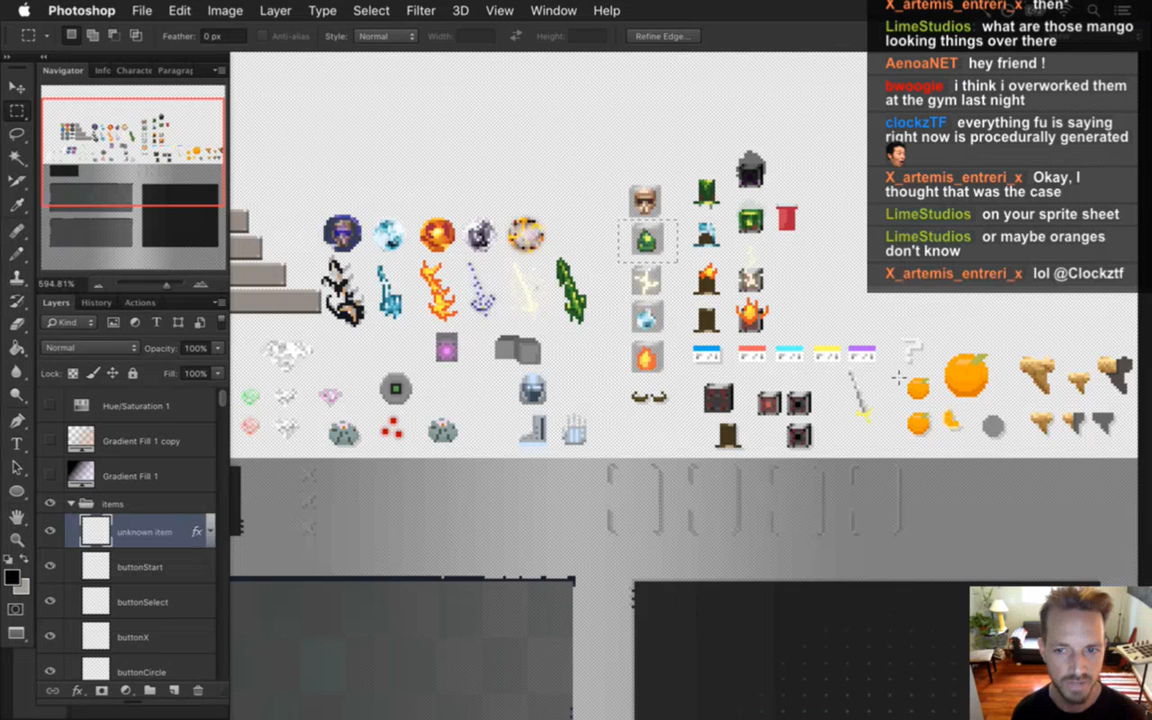 Photoshop File Edit Image Layer Type Select Filter 3D View Window Help
Feather: 0 px Anti-alias Style: Normal Width: Height: Refine Edge...
Navigator Info Characte Paragraj
594.81%
Layers History Actions
Kind
Normal Opacity: 100%
Lock: Fill: 100%
Hue/Saturation 1
Gradient Fill 1 copy
Gradient Fill 1
items
unknown item fx
buttonStart
buttonSelect
buttonX
buttonCircle
X_artemis_entreri_x then
LimeStudios what are those mango
looking things over there
AenoaNET hey friend !
bwoogie i think i overworked them
at the gym last night
clockzTF everything fu is saying
right now is procedurally generated
X_artemis_entreri_x Okay, I
thought that was the case
LimeStudios on your sprite sheet
LimeStudios or maybe oranges
don't know
X_artemis_entreri_x lol @Clockztf